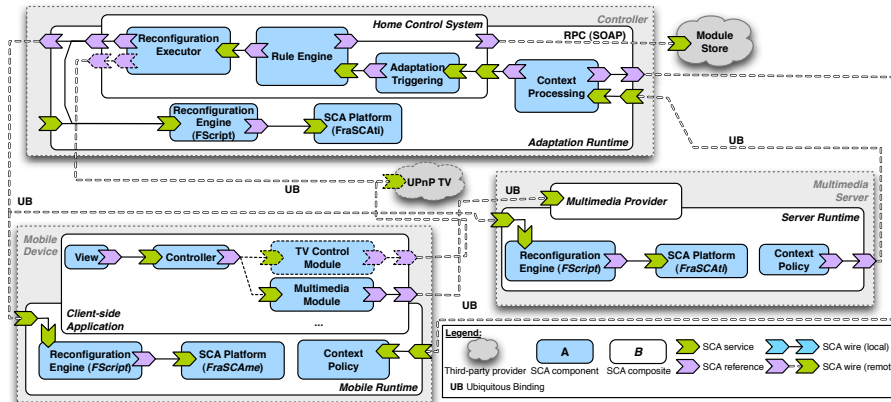 Home Control System
Controller
Reconfiguration
Executor
Rule Engine
Adaptation
Triggering
Context
Processing
RPC (SOAP)
Module
Store
Reconfiguration
Engine (FScript)
SCA Platform
(FraSCAti)
Adaptation Runtime
UB
UB
UPnP TV
UB
UB
Multimedia
Server
Multimedia Provider
Server Runtime
Reconfiguration
Engine (FScript)
SCA Platform
(FraSCAti)
Context
Policy
Mobile
Device
View
Controller
TV Control
Module
Multimedia
Module
...
Client-side
Application
UB
Reconfiguration
Engine (FScript)
SCA Platform
(FraSCAme)
Context
Policy
Mobile Runtime
Legend:
Third-party provider
A
SCA component
B
SCA composite
SCA service
SCA reference
SCA wire (local)
SCA wire (remot
UB Ubiquitous Binding